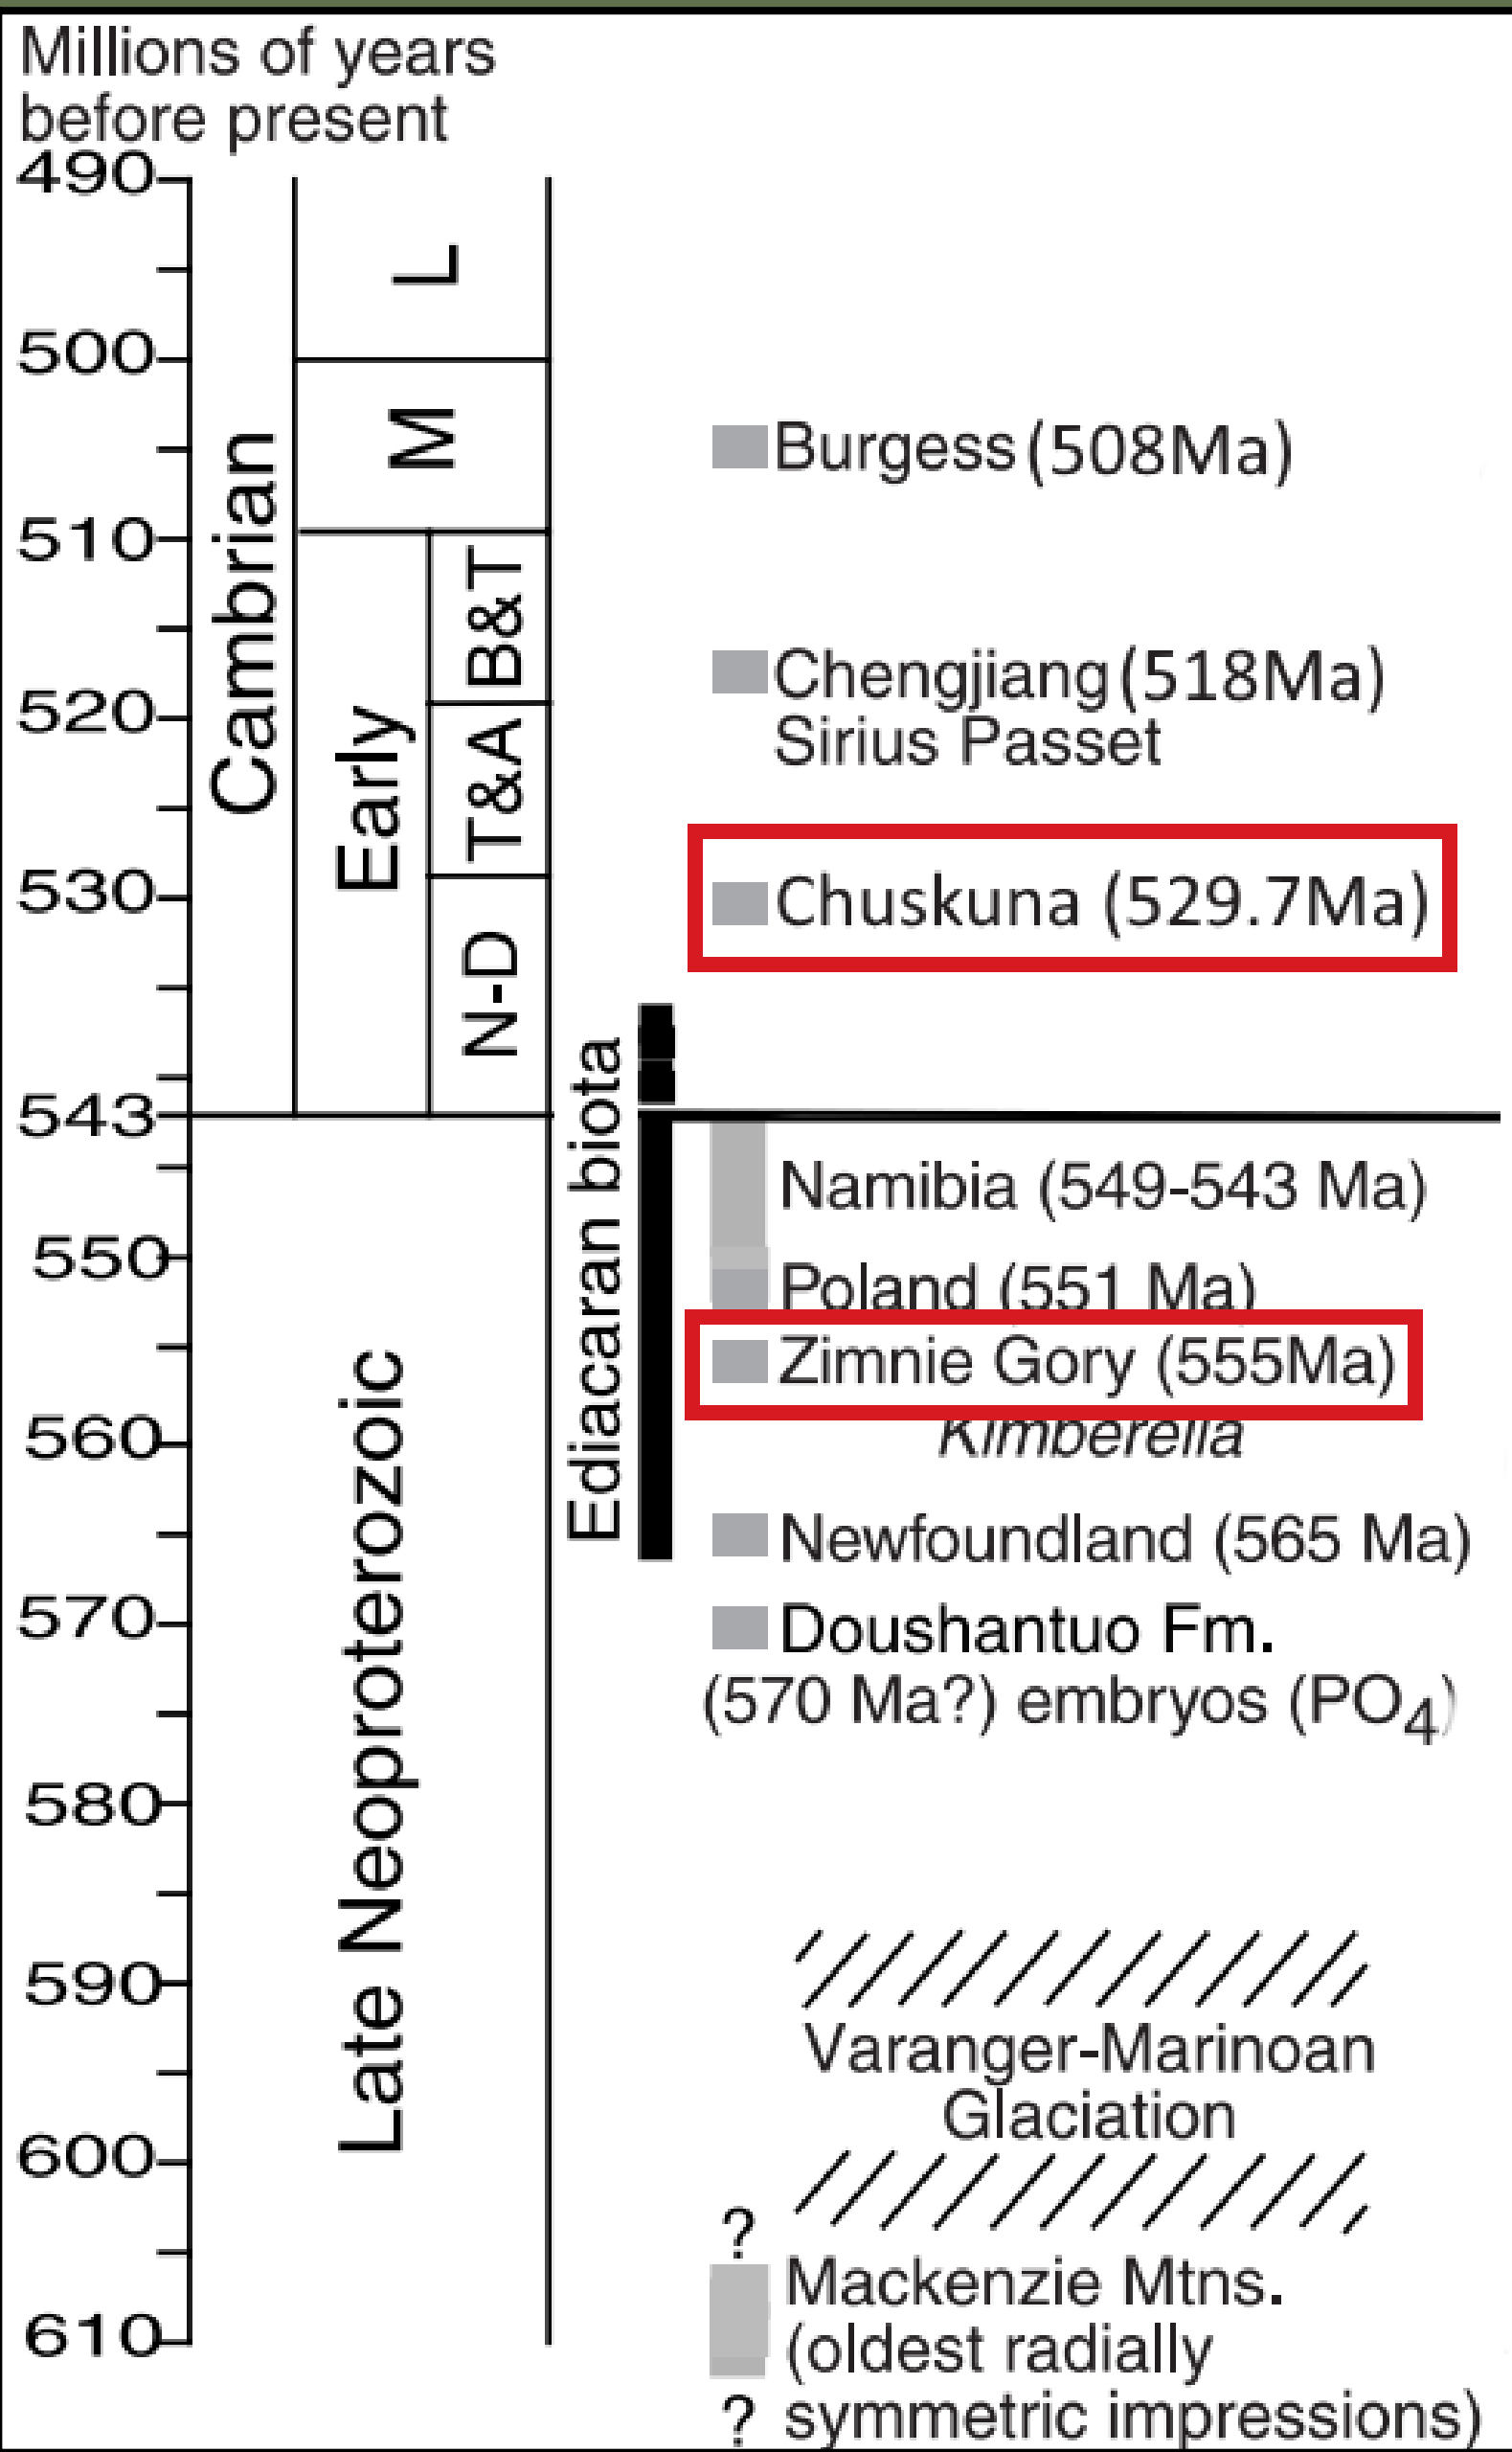 Millions of years
before present
490
500
510
520
530
543
550
560
570
580
590
600
610
Cambrian
Late Neoproterozoic
L
M
Early
B&T
T&A
N-D
Ediacaran biota
Burgess (508Ma)
Chengjiang (518Ma)
Sirius Passet
Chuskuna (529.7Ma)
Namibia (549-543 Ma)
Poland (551 Ma)
Zimnie Gory (555Ma)
Kimberella
Newfoundland (565 Ma)
Doushantuo Fm.
(570 Ma?) embryos (PO4)
Varanger-Marinoan
Glaciation
?
Mackenzie Mtns.
(oldest radially
? symmetric impressions)